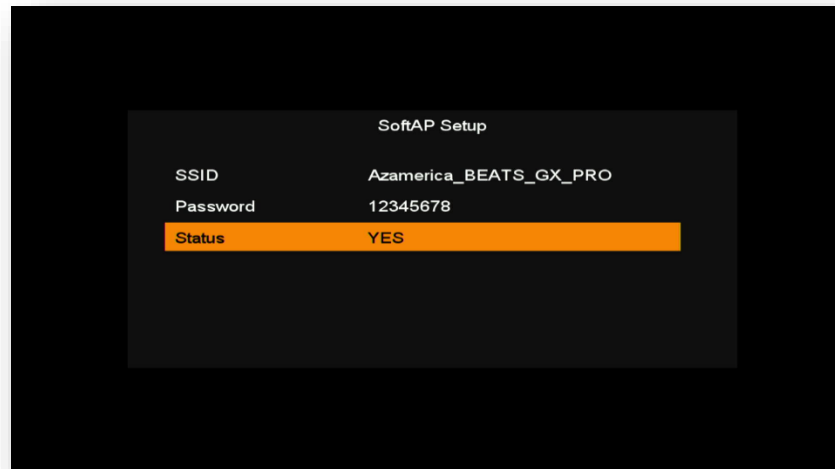 SoftAP Setup
SSID Azamerica_BEATS_GX_PRO
Password 12345678
Status YES